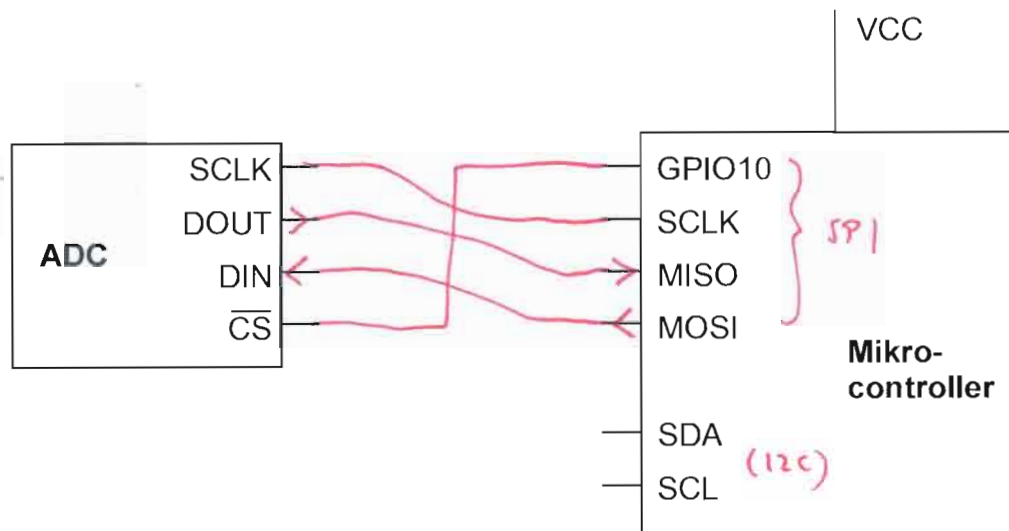 VCC
SCLK
DOUT
ADC
DIN
CS
GPIO10
SCLK
MISO
MOSI
SPI
Mikro-
controller
SDA
SCL
(I2C)